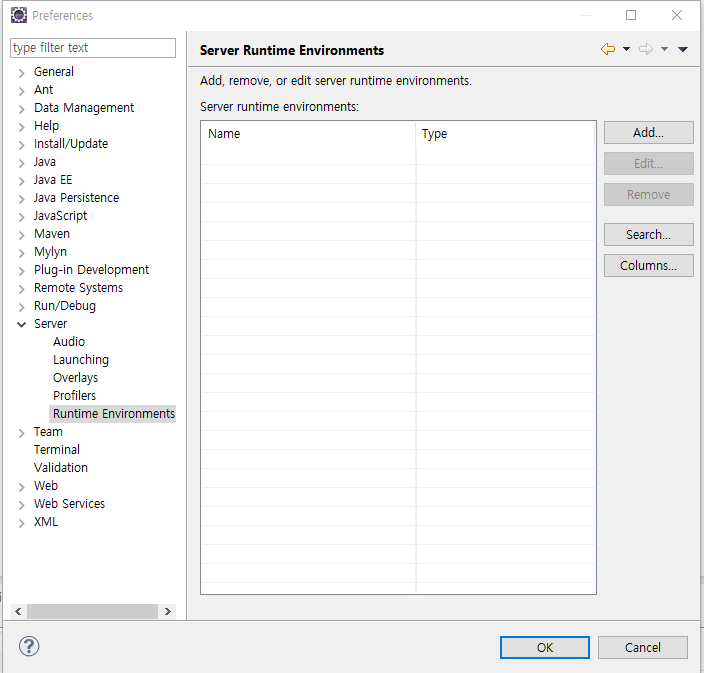 Preferences
type filter text
General
Ant
Data Management
Help
Install/Update
Java
Java EE
Java Persistence
JavaScript
Maven
Mylyn
Plug-in Development
Remote Systems
Run/Debug
Server
Audio
Launching
Overlays
Profilers
Runtime Environments
Team
Terminal
Validation
Web
Web Services
XML
Server Runtime Environments
Add, remove, or edit server runtime environments.
Server runtime environments:
Name Type
Add...
Edit...
Remove
Search...
Columns...
?
OK Cancel